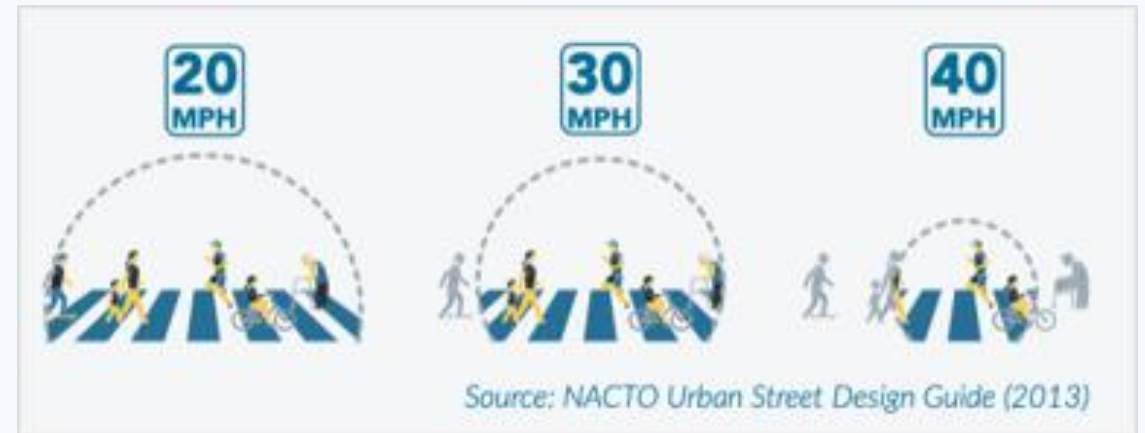 20
MPH
30
MPH
40
MPH
Source: NACTO Urban Street Design Guide (2013)